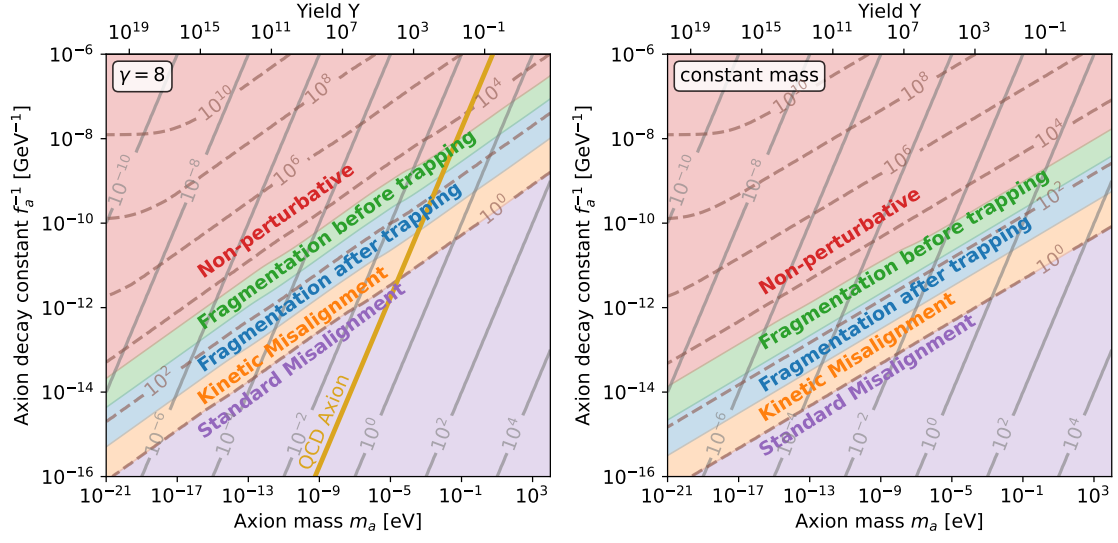 Yield Y
10^19 10^15 10^11 10^7 10^3 10^-1
γ = 8
Axion decay constant f_a^-1 [GeV^-1]
10^-6
10^-8
10^-10
10^-12
10^-14
10^-16
10^10
10^8
10^6
10^4
10^2
10^0
10^-10
10^-8
10^-6
10^-2
10^0
10^2
10^4
Non-perturbative
Fragmentation before trapping
Fragmentation after trapping
Kinetic Misalignment
Standard Misalignment
QCD Axion
10^-21 10^-17 10^-13 10^-9 10^-5 10^-1 10^3
Axion mass m_a [eV]
Yield Y
10^19 10^15 10^11 10^7 10^3 10^-1
constant mass
Axion decay constant f_a^-1 [GeV^-1]
10^-6
10^-8
10^-10
10^-12
10^-14
10^-16
10^10
10^8
10^6
10^4
10^2
10^0
10^-10
10^-8
10^-6
10^-2
10^0
10^2
10^4
Non-perturbative
Fragmentation before trapping
Fragmentation after trapping
Kinetic Misalignment
Standard Misalignment
10^-21 10^-17 10^-13 10^-9 10^-5 10^-1 10^3
Axion mass m_a [eV]